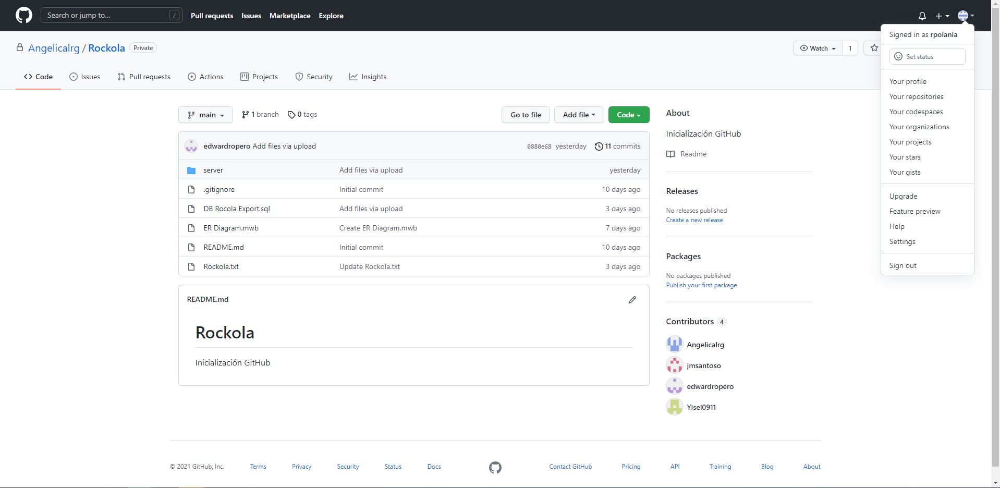 Search or jump to... /
Pull requests Issues Marketplace Explore
Signed in as rpolania
Set status
Your profile
Your repositories
Your codespaces
Your organizations
Your projects
Your stars
Your gists
Upgrade
Feature preview
Help
Settings
Sign out
Angelicalrg / Rockola Private
Watch 1
Code Issues Pull requests Actions Projects Security Insights
main 1 branch 0 tags
Go to file Add file Code
edwardropero Add files via upload 0880e68 yesterday 11 commits
server Add files via upload yesterday
.gitignore Initial commit 10 days ago
DB Rocola Export.sql Add files via upload 3 days ago
ER Diagram.mwb Create ER Diagram.mwb 7 days ago
README.md Initial commit 10 days ago
Rockola.txt Update Rockola.txt 3 days ago
README.md
Rockola
Inicialización GitHub
About
Inicialización GitHub
Readme
Releases
No releases published
Create a new release
Packages
No packages published
Publish your first package
Contributors 4
Angelicalrg
jmsantoso
edwardropero
Yisel0911
© 2021 GitHub, Inc. Terms Privacy Security Status Docs Contact GitHub Pricing API Training Blog About